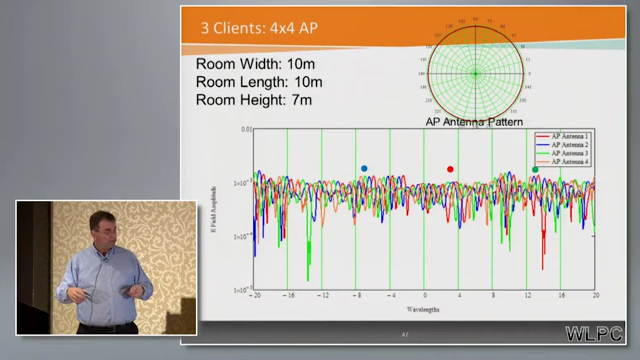 3 Clients: 4x4 AP
Room Width: 10m
Room Length: 10m
Room Height: 7m
AP Antenna Pattern
AP Antenna 1
AP Antenna 2
AP Antenna 3
AP Antenna 4
E Field Amplitude
0.01
-20 -16 -12 -8 -4 0 4 8 12 16 20
Wavelengths
47
WLPC